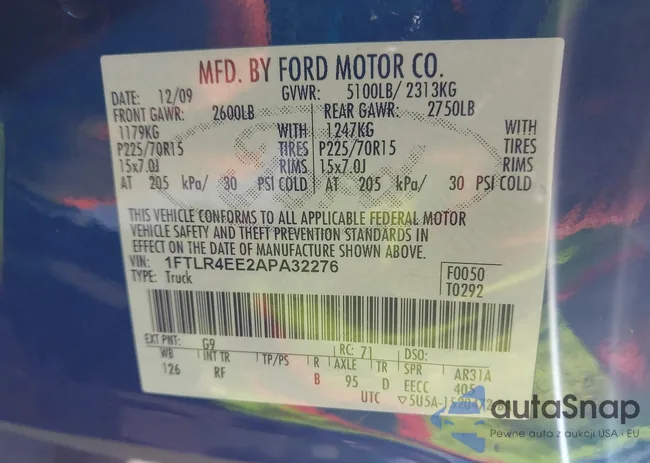 MFD. BY FORD MOTOR CO.
DATE: 12/09 GVWR: 5100LB/ 2313KG
FRONT GAWR: 2600LB REAR GAWR: 2750LB
1179KG WITH 1247KG WITH
P225/70R15 TIRES P225/70R15 TIRES
15x7.0J RIMS 15x7.0J RIMS
AT 205 kPa/ 30 PSI COLD AT 205 kPa/ 30 PSI COLD
THIS VEHICLE CONFORMS TO ALL APPLICABLE FEDERAL MOTOR
VEHICLE SAFETY AND THEFT PREVENTION STANDARDS IN
EFFECT ON THE DATE OF MANUFACTURE SHOWN ABOVE.
VIN: 1FTLR4EE2APA32276 F0050
TYPE: Truck T0292
EXT PNT: G9 RC: 71 DSO:
WB INT TR TP/PS R AXLE TR SPR AR31A
126 RF B 95 D EECC 405
UTC ▽5U5A-
autoSnap
Pewne auta z aukcji USA i EU